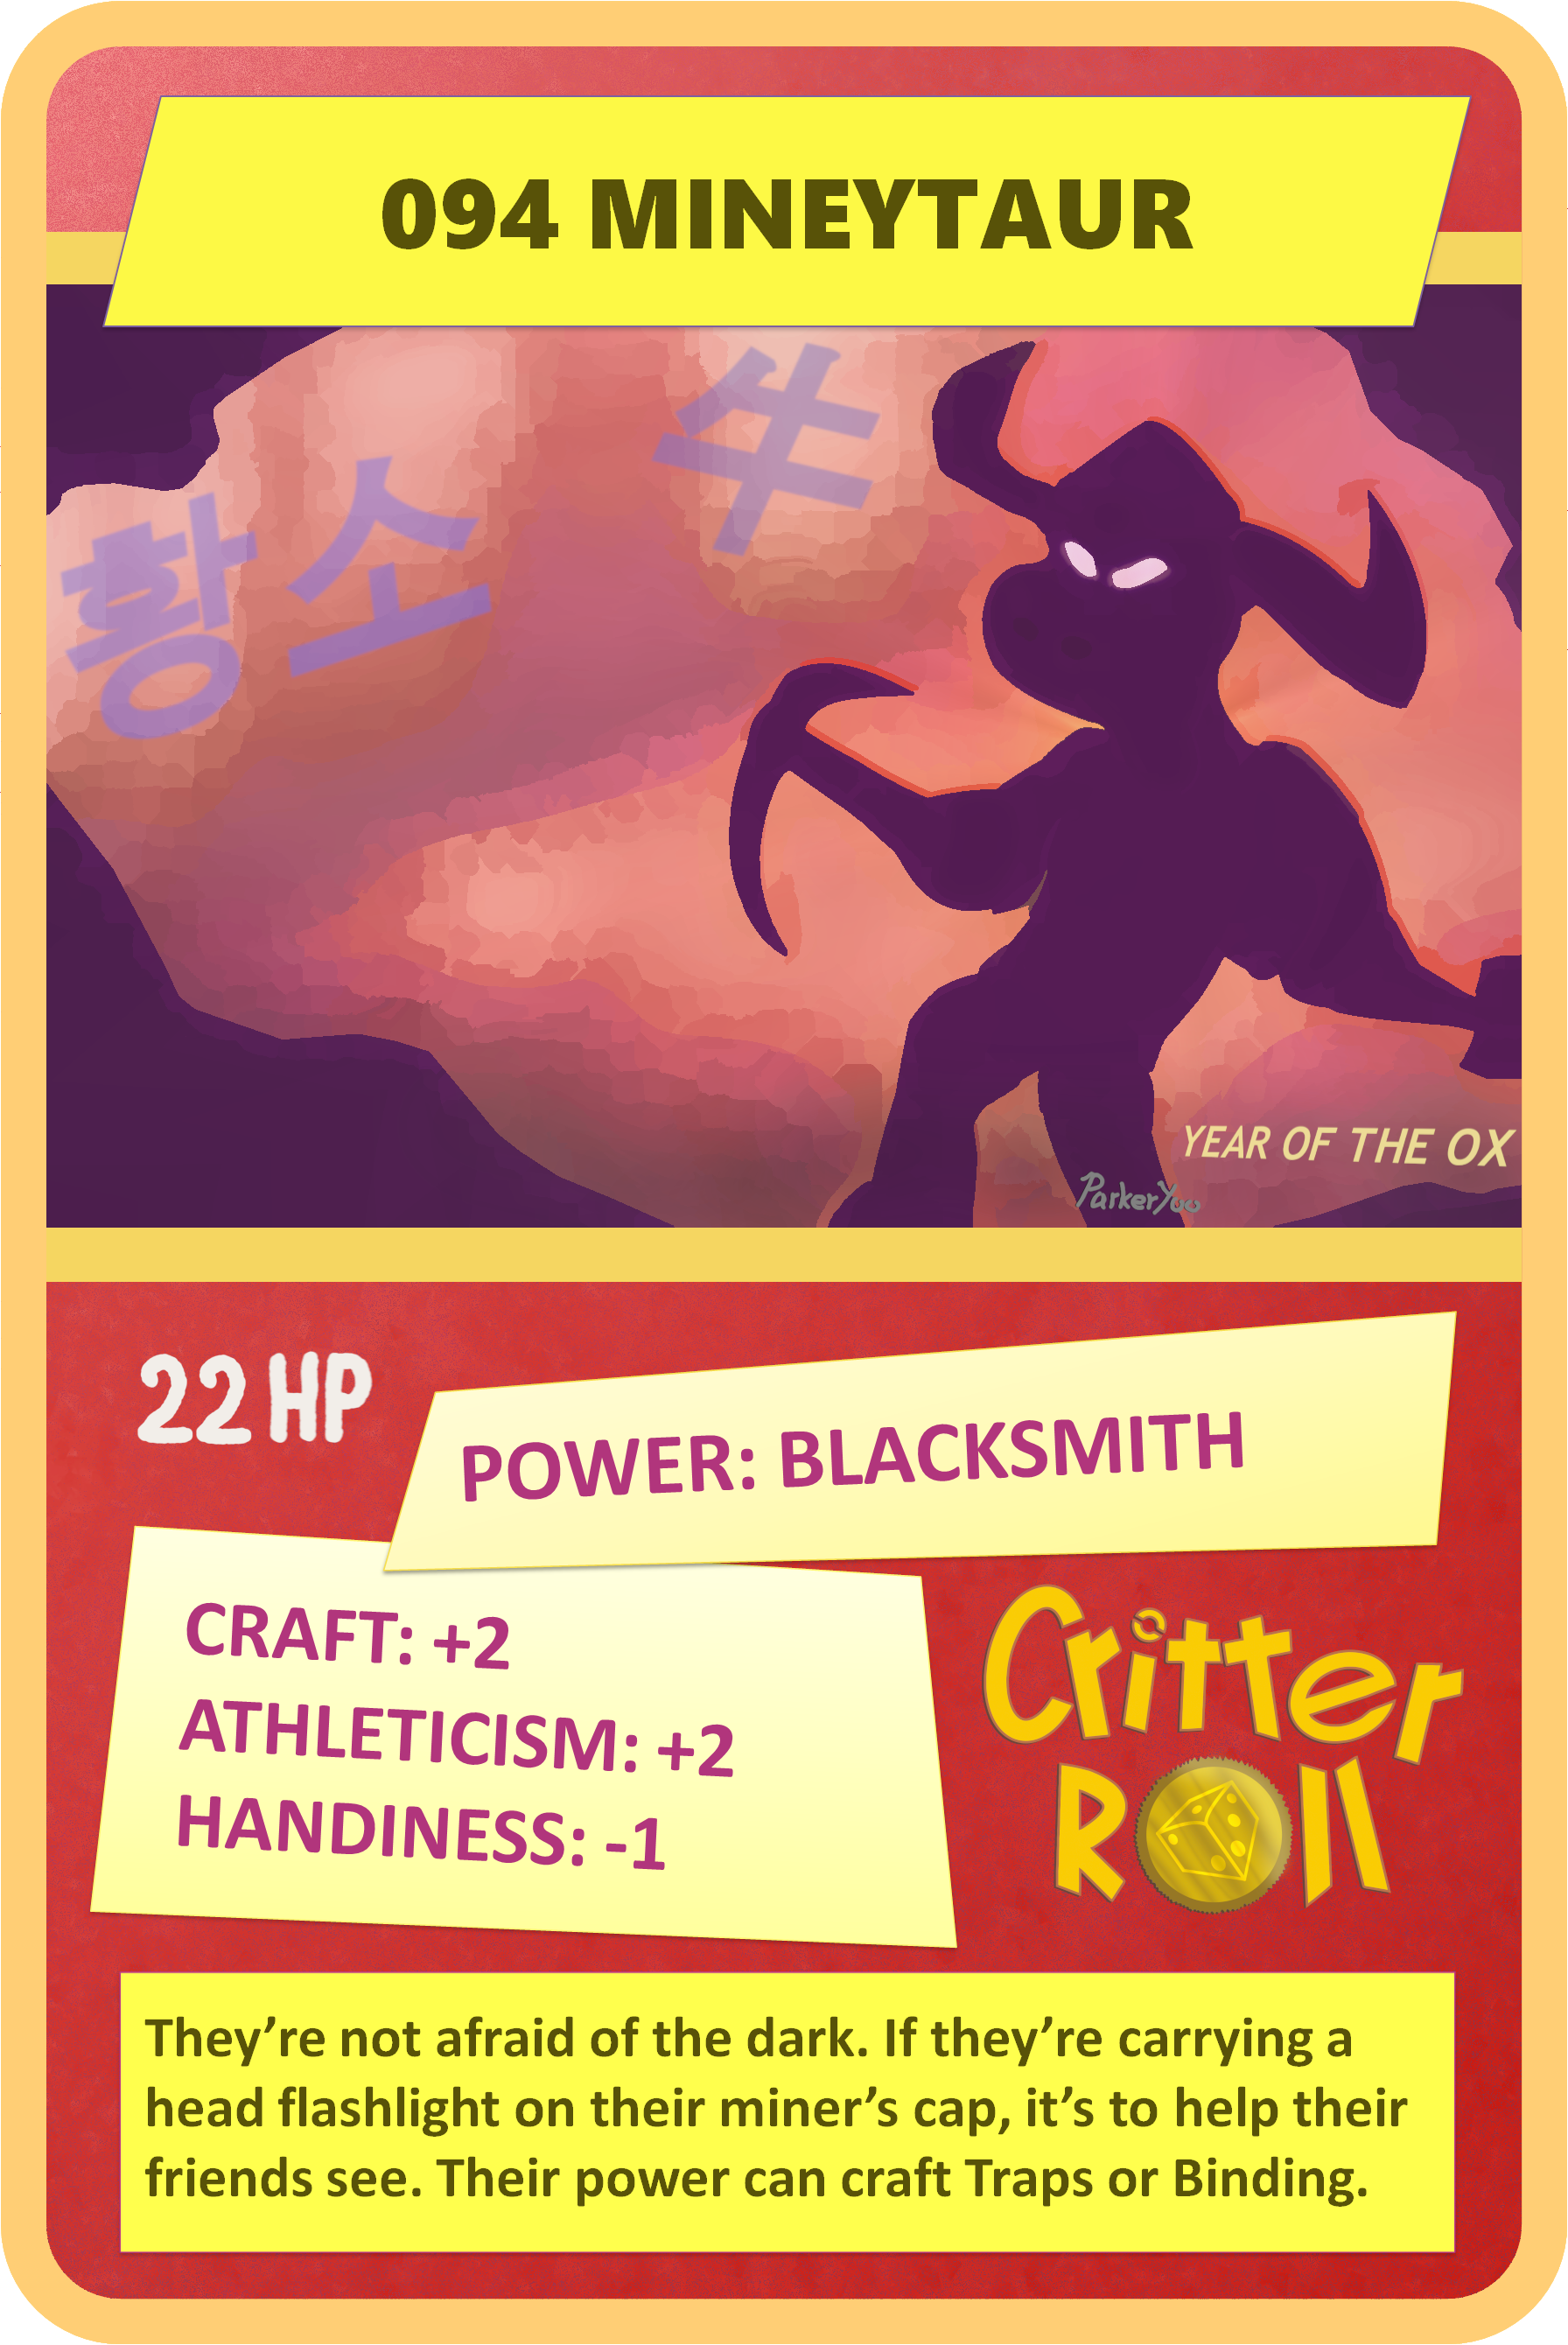 094 MINEYTAUR
황소
牛
YEAR OF THE OX
ParkerYoo
22 HP
POWER: BLACKSMITH
CRAFT: +2
ATHLETICISM: +2
HANDINESS: -1
Critter
Roll
They’re not afraid of the dark. If they’re carrying a
head flashlight on their miner’s cap, it’s to help their
friends see. Their power can craft Traps or Binding.